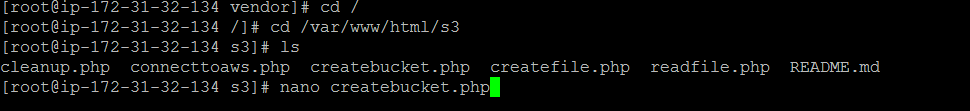 [root@ip-172-31-32-134 vendor]# cd /
[root@ip-172-31-32-134 /]# cd /var/www/html/s3
[root@ip-172-31-32-134 s3]# ls
cleanup.php  connecttoaws.php  createbucket.php  createfile.php  readfile.php  README.md
[root@ip-172-31-32-134 s3]# nano createbucket.php